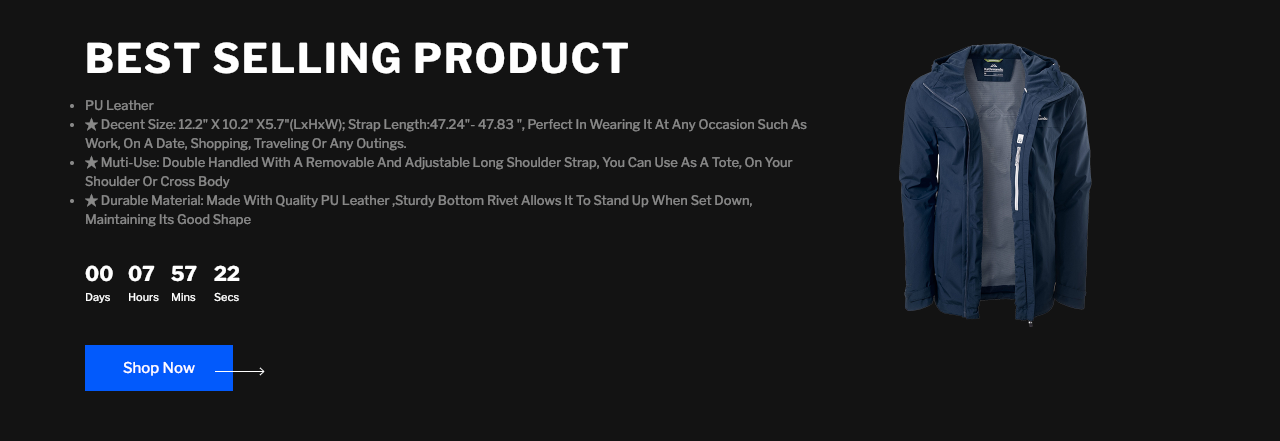 BEST SELLING PRODUCT
• PU Leather
• ★ Decent Size: 12.2" X 10.2" X5.7"(LxHxW); Strap Length:47.24"- 47.83 ", Perfect In Wearing It At Any Occasion Such As
Work, On A Date, Shopping, Traveling Or Any Outings.
• ★ Muti-Use: Double Handled With A Removable And Adjustable Long Shoulder Strap, You Can Use As A Tote, On Your
Shoulder Or Cross Body
• ★ Durable Material: Made With Quality PU Leather ,Sturdy Bottom Rivet Allows It To Stand Up When Set Down,
Maintaining Its Good Shape
00 07 57 22
Days Hours Mins Secs
Shop Now